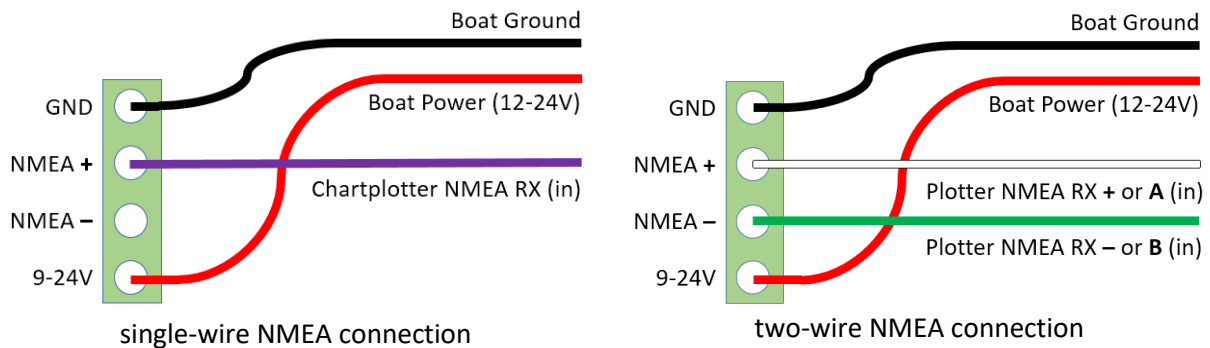 Boat Ground
GND
Boat Power (12-24V)
NMEA +
Chartplotter NMEA RX (in)
NMEA –
9-24V
single-wire NMEA connection
Boat Ground
GND
Boat Power (12-24V)
NMEA +
Plotter NMEA RX + or A (in)
NMEA –
Plotter NMEA RX – or B (in)
9-24V
two-wire NMEA connection